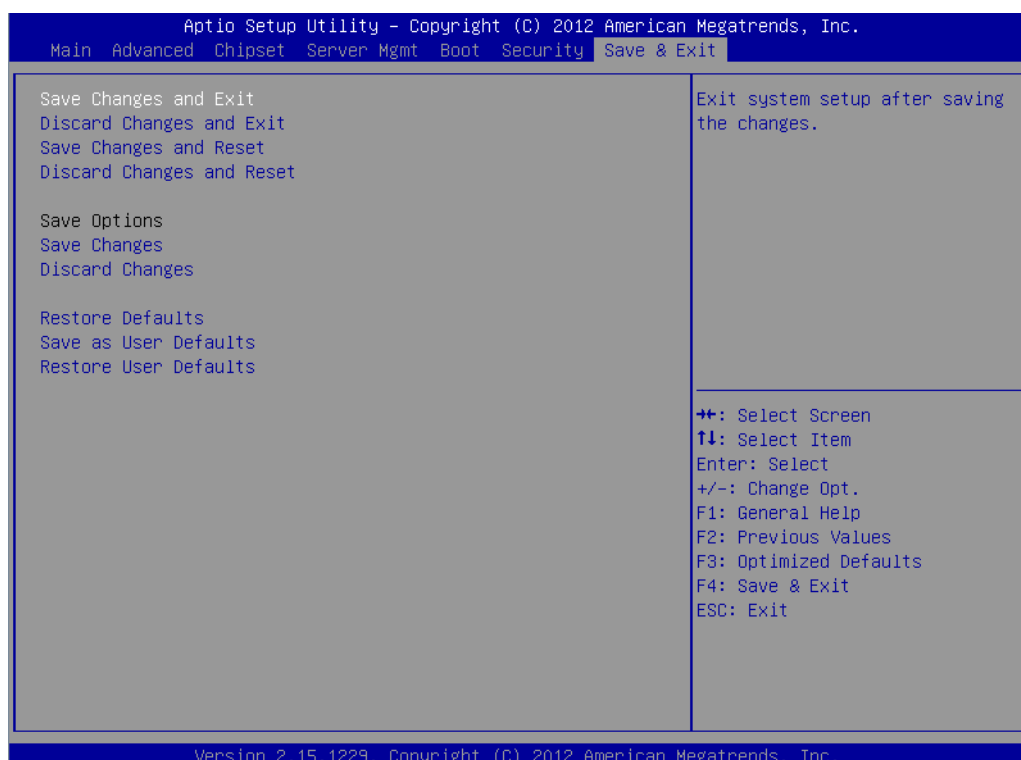 Aptio Setup Utility – Copyright (C) 2012 American Megatrends, Inc.
Main Advanced Chipset Server Mgmt Boot Security Save & Exit
Save Changes and Exit
Discard Changes and Exit
Save Changes and Reset
Discard Changes and Reset
Save Options
Save Changes
Discard Changes
Restore Defaults
Save as User Defaults
Restore User Defaults
Exit system setup after saving
the changes.
→←: Select Screen
↑↓: Select Item
Enter: Select
+/-: Change Opt.
F1: General Help
F2: Previous Values
F3: Optimized Defaults
F4: Save & Exit
ESC: Exit
Version 2.15.1229. Copyright (C) 2012 American Megatrends, Inc.